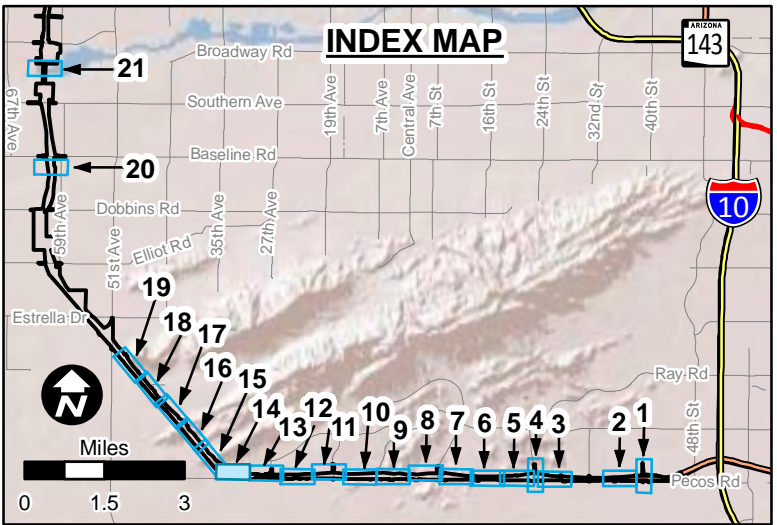 INDEX MAP
ARIZONA
143
Broadway Rd
21
67th Ave
Southern Ave
19th Ave
7th Ave
Central Ave
7th St
16th St
24th St
32nd St
40th St
Baseline Rd
20
10
Dobbins Rd
59th Ave
51st Ave
Elliot Rd
35th Ave
27th Ave
Estrella Dr
19
18
17
16
15
14
13
12
11
10
9
8
7
6
5
4
3
2
1
Ray Rd
48th St
Pecos Rd
N
Miles
0
1.5
3